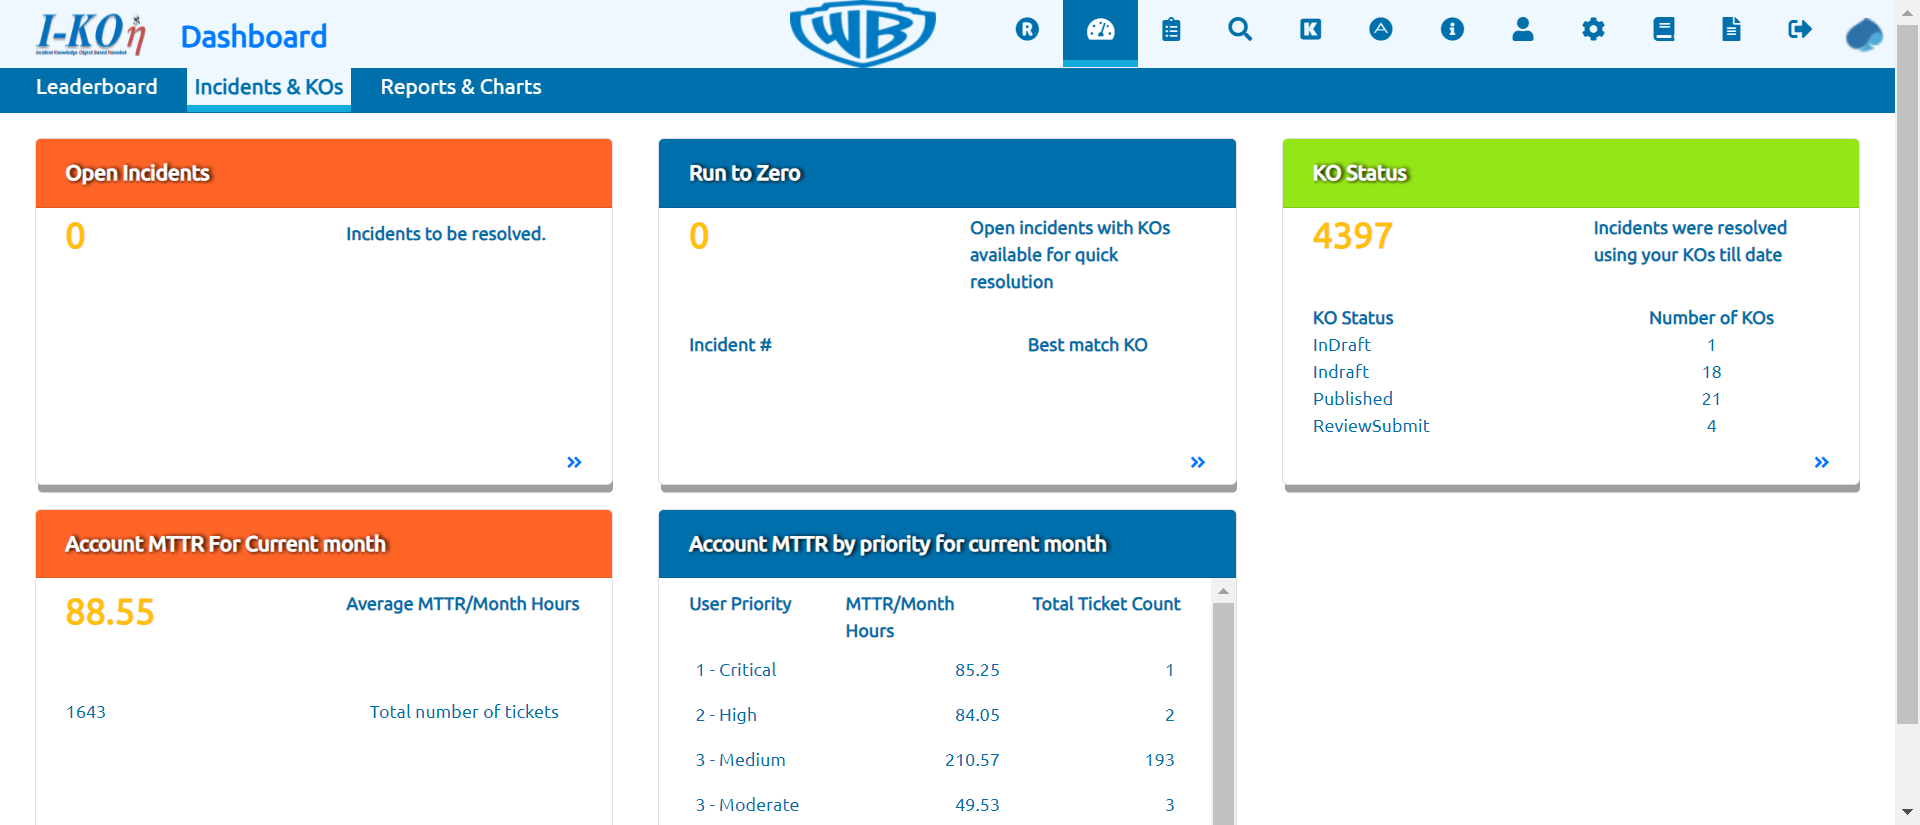 I-KOη
Incident Knowledge Object Based Nanobot
Dashboard
WB
R
K
A
i
Leaderboard
Incidents & KOs
Reports & Charts
Open Incidents
0
Incidents to be resolved.
Run to Zero
0
Open incidents with KOs
available for quick
resolution
Incident #
Best match KO
KO Status
4397
Incidents were resolved
using your KOs till date
KO Status Number of KOs
InDraft 1
Indraft 18
Published 21
ReviewSubmit 4
Account MTTR For Current month
88.55
Average MTTR/Month Hours
1643
Total number of tickets
Account MTTR by priority for current month
User Priority
MTTR/Month
Hours
Total Ticket Count
1 - Critical 85.25 1
2 - High 84.05 2
3 - Medium 210.57 193
3 - Moderate 49.53 3